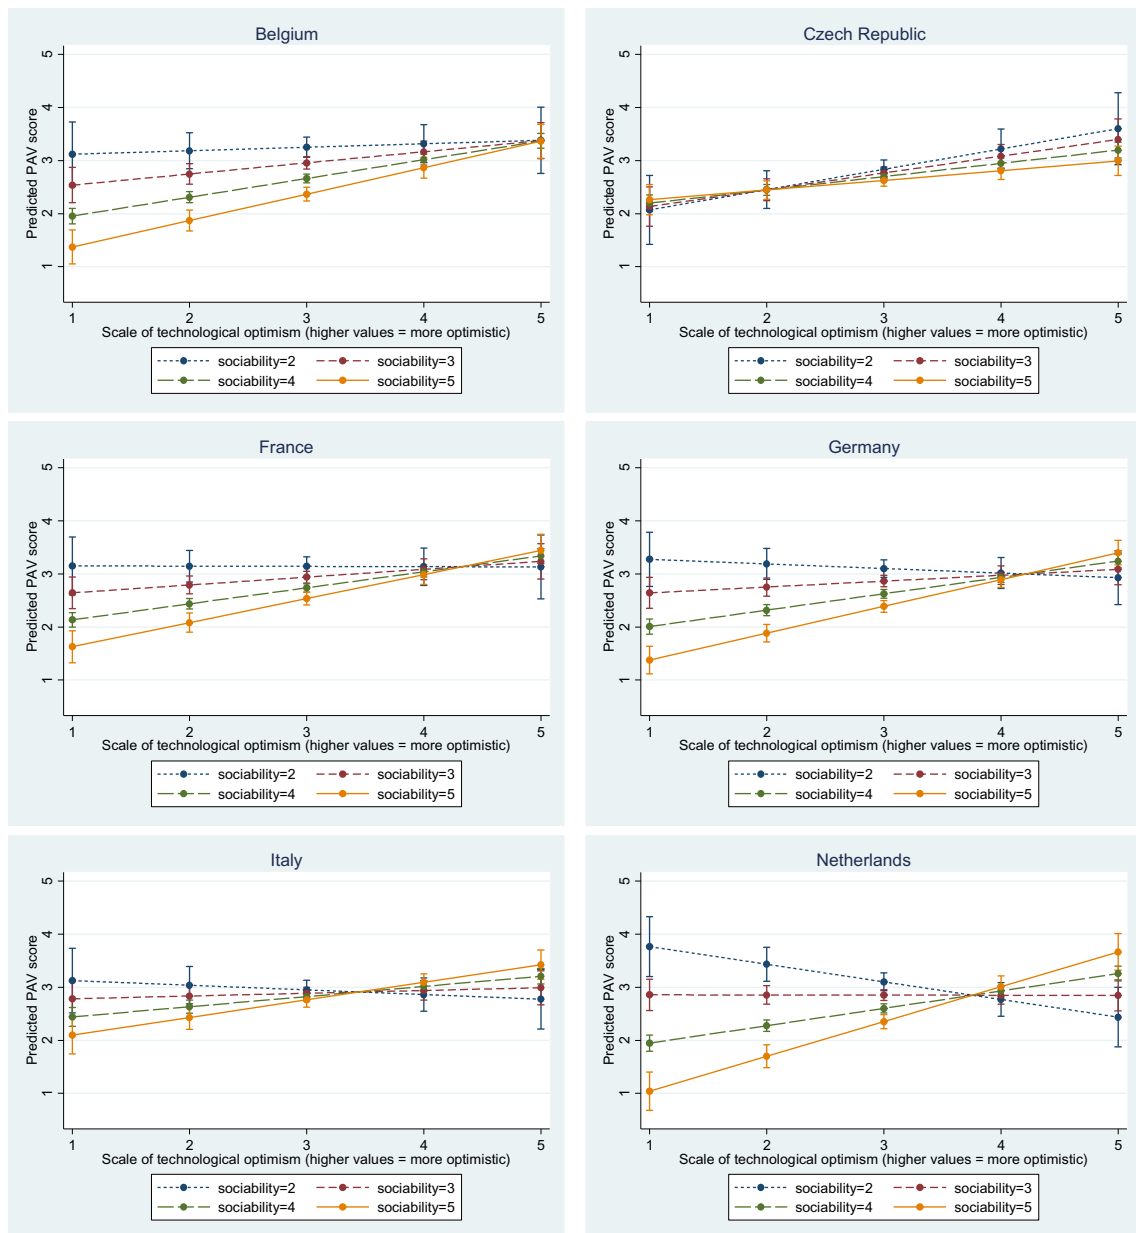 Belgium
Predicted PAV score
5
4
3
2
1
1 2 3 4 5
Scale of technological optimism (higher values = more optimistic)
sociability=2 sociability=3
sociability=4 sociability=5
Czech Republic
Predicted PAV score
5
4
3
2
1
1 2 3 4 5
Scale of technological optimism (higher values = more optimistic)
sociability=2 sociability=3
sociability=4 sociability=5
France
Predicted PAV score
5
4
3
2
1
1 2 3 4 5
Scale of technological optimism (higher values = more optimistic)
sociability=2 sociability=3
sociability=4 sociability=5
Germany
Predicted PAV score
5
4
3
2
1
1 2 3 4 5
Scale of technological optimism (higher values = more optimistic)
sociability=2 sociability=3
sociability=4 sociability=5
Italy
Predicted PAV score
5
4
3
2
1
1 2 3 4 5
Scale of technological optimism (higher values = more optimistic)
sociability=2 sociability=3
sociability=4 sociability=5
Netherlands
Predicted PAV score
5
4
3
2
1
1 2 3 4 5
Scale of technological optimism (higher values = more optimistic)
sociability=2 sociability=3
sociability=4 sociability=5